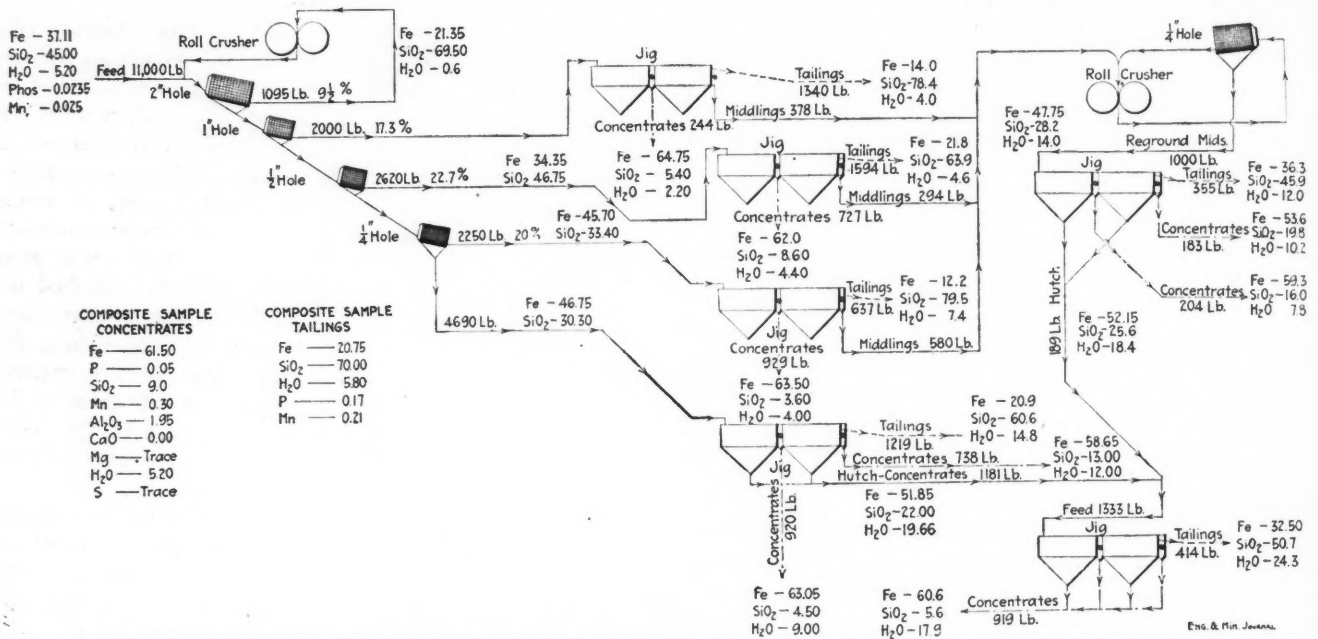 Fe - 37.11
SiO2 - 45.00
H2O - 5.20
Phos - 0.0235
Mn, - 0.025
Feed 11,000 Lb.
Roll Crusher
Fe - 21.35
SiO2 - 69.50
H2O - 0.6
2" Hole
1095 Lb. 9½ %
1" Hole
2000 Lb. 17.3 %
½" Hole
2620 Lb. 22.7 %
Fe 34.35
SiO2 46.75
¼" Hole
2250 Lb. 20 %
Fe - 45.70
SiO2 - 33.40
4690 Lb.
Fe - 46.75
SiO2 - 30.30
Jig
Tailings
1340 Lb.
Fe - 14.0
SiO2 - 78.4
H2O - 4.0
Middlings 378 Lb.
Concentrates 244 Lb.
Fe - 64.75
SiO2 - 5.40
H2O - 2.20
Jig
Tailings
1594 Lb.
Fe - 21.8
SiO2 - 63.9
H2O - 4.6
Middlings 294 Lb.
Concentrates
727 Lb.
Fe - 62.0
SiO2 - 8.60
H2O - 4.40
Jig
Tailings
637 Lb.
Fe - 12.2
SiO2 - 79.5
H2O - 7.4
Middlings 580 Lb.
Concentrates
929 Lb.
Fe - 63.50
SiO2 - 3.60
H2O - 4.00
Jig
Tailings
1219 Lb.
Fe - 20.9
SiO2 - 60.6
H2O - 14.8
Concentrates 738 Lb.
Fe - 58.65
SiO2 - 13.00
H2O - 12.00
Hutch-Concentrates 1181 Lb.
Fe - 51.85
SiO2 - 22.00
H2O - 19.66
Concentrates
920 Lb.
Fe - 63.05
SiO2 - 4.50
H2O - 9.00
¼" Hole
Roll Crusher
Fe - 47.75
SiO2 - 28.2
H2O - 14.0
Reground Mids.
1000 Lb.
Jig
Tailings
355 Lb.
Fe - 36.3
SiO2 - 45.9
H2O - 12.0
Concentrates
183 Lb.
Fe - 53.6
SiO2 - 19.8
H2O - 10.2
Concentrates
204 Lb.
Fe - 59.3
SiO2 - 16.0
H2O 7.8
189 Lb. Hutch.
Fe - 52.15
SiO2 - 25.6
H2O - 18.4
Feed 1333 Lb.
Jig
Tailings
414 Lb.
Fe - 32.50
SiO2 - 50.7
H2O - 24.3
Concentrates
919 Lb.
Fe - 60.6
SiO2 - 5.6
H2O - 17.9
COMPOSITE SAMPLE
CONCENTRATES
Fe — 61.50
P — 0.05
SiO2 — 9.0
Mn — 0.30
Al2O3 — 1.95
CaO — 0.00
Mg — Trace
H2O — 5.20
S — Trace
COMPOSITE SAMPLE
TAILINGS
Fe — 20.75
SiO2 — 70.00
H2O — 5.80
P — 0.17
Mn — 0.21
ENG. & MIN. JOURNAL